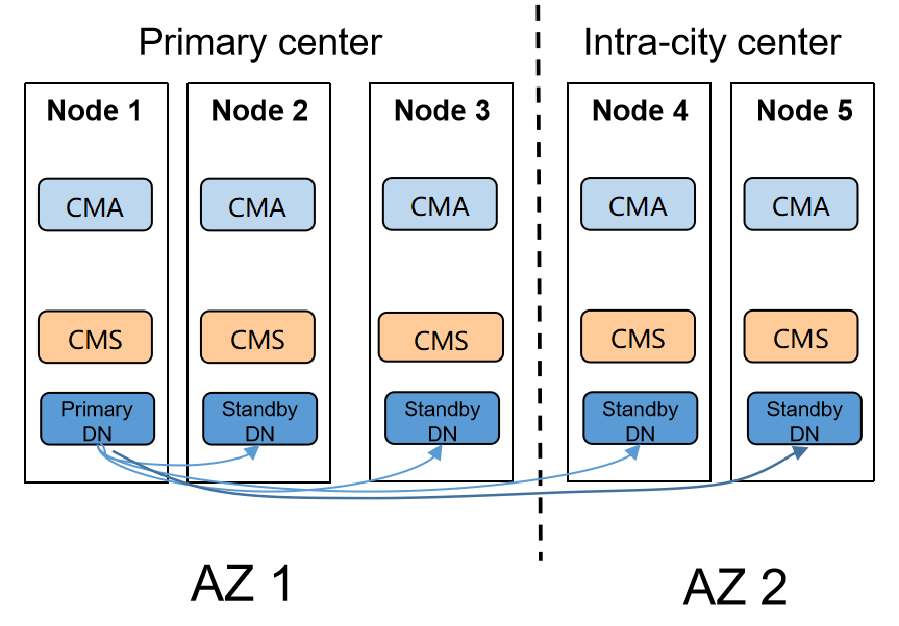 Primary center
Intra-city center
Node 1
Node 2
Node 3
Node 4
Node 5
CMA
CMA
CMA
CMA
CMA
CMS
CMS
CMS
CMS
CMS
Primary
DN
Standby
DN
Standby
DN
Standby
DN
Standby
DN
AZ 1
AZ 2